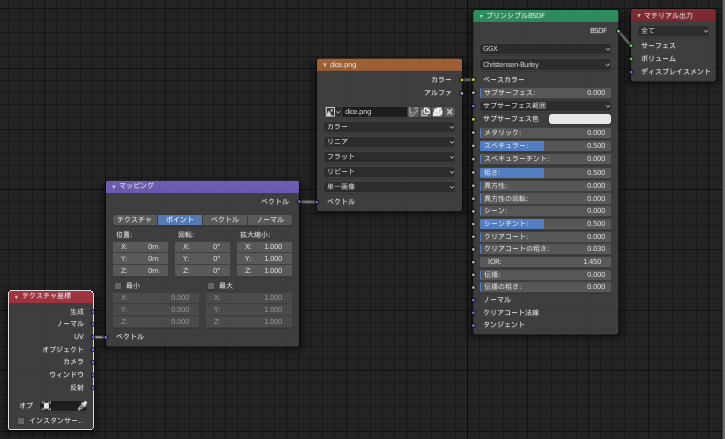 テクスチャ座標
生成
ノーマル
UV
オブジェクト
カメラ
ウィンドウ
反射
オブ
インスタンサー..
マッピング
ベクトル
テクスチャ ポイント ベクトル ノーマル
位置: 回転: 拡大縮小:
X: 0m X: 0° X: 1.000
Y: 0m Y: 0° Y: 1.000
Z: 0m Z: 0° Z: 1.000
最小 最大
X: 0.000 X: 1.000
Y: 0.000 Y: 1.000
Z: 0.000 Z: 1.000
ベクトル
dice.png
カラー
アルファ
dice.png
カラー
リニア
フラット
リピート
単一画像
ベクトル
プリンシプルBSDF
BSDF
GGX
Christensen-Burley
ベースカラー
サブサーフェス: 0.000
サブサーフェス範囲
サブサーフェス色
メタリック: 0.000
スペキュラー: 0.500
スペキュラーチント: 0.000
粗さ: 0.500
異方性: 0.000
異方性の回転: 0.000
シーン: 0.000
シーンチント: 0.500
クリアコート: 0.000
クリアコートの粗さ: 0.030
IOR: 1.450
伝播: 0.000
伝播の粗さ: 0.000
ノーマル
クリアコート法線
タンジェント
マテリアル出力
全て
サーフェス
ボリューム
ディスプレイスメント